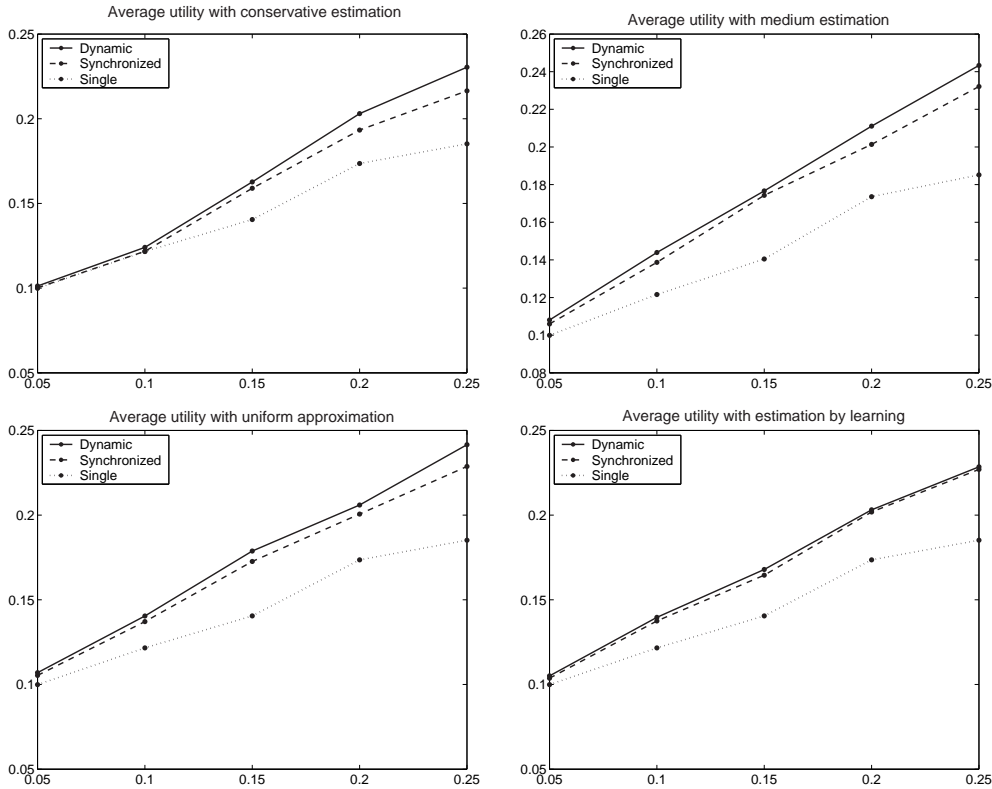 Average utility with conservative estimation
0.25
0.2
0.15
0.1
0.05
0.05 0.1 0.15 0.2 0.25
Dynamic
Synchronized
Single
Average utility with medium estimation
0.26
0.24
0.22
0.2
0.18
0.16
0.14
0.12
0.1
0.08
0.05 0.1 0.15 0.2 0.25
Dynamic
Synchronized
Single
Average utility with uniform approximation
0.25
0.2
0.15
0.1
0.05
0.05 0.1 0.15 0.2 0.25
Dynamic
Synchronized
Single
Average utility with estimation by learning
0.25
0.2
0.15
0.1
0.05
0.05 0.1 0.15 0.2 0.25
Dynamic
Synchronized
Single